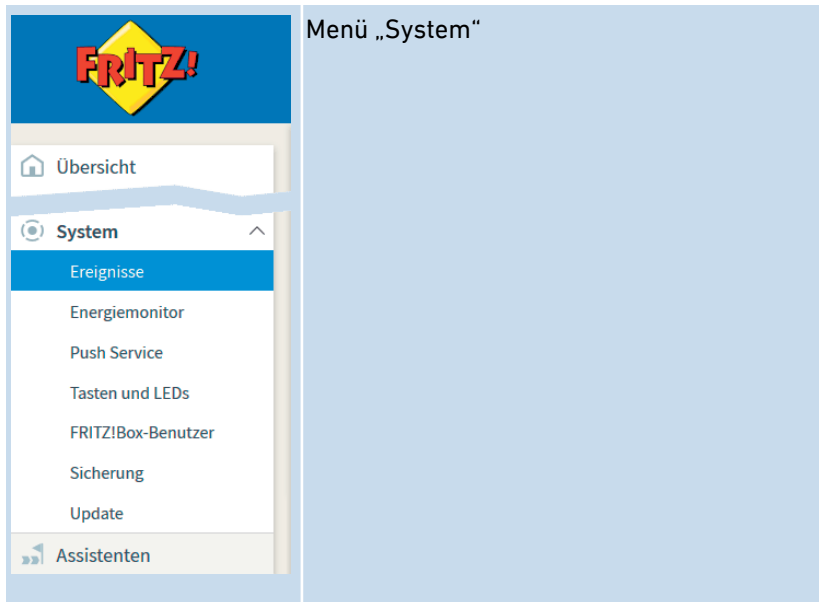 FRITZ!
Menü „System“
Übersicht
System
Ereignisse
Energiemonitor
Push Service
Tasten und LEDs
FRITZ!Box-Benutzer
Sicherung
Update
Assistenten